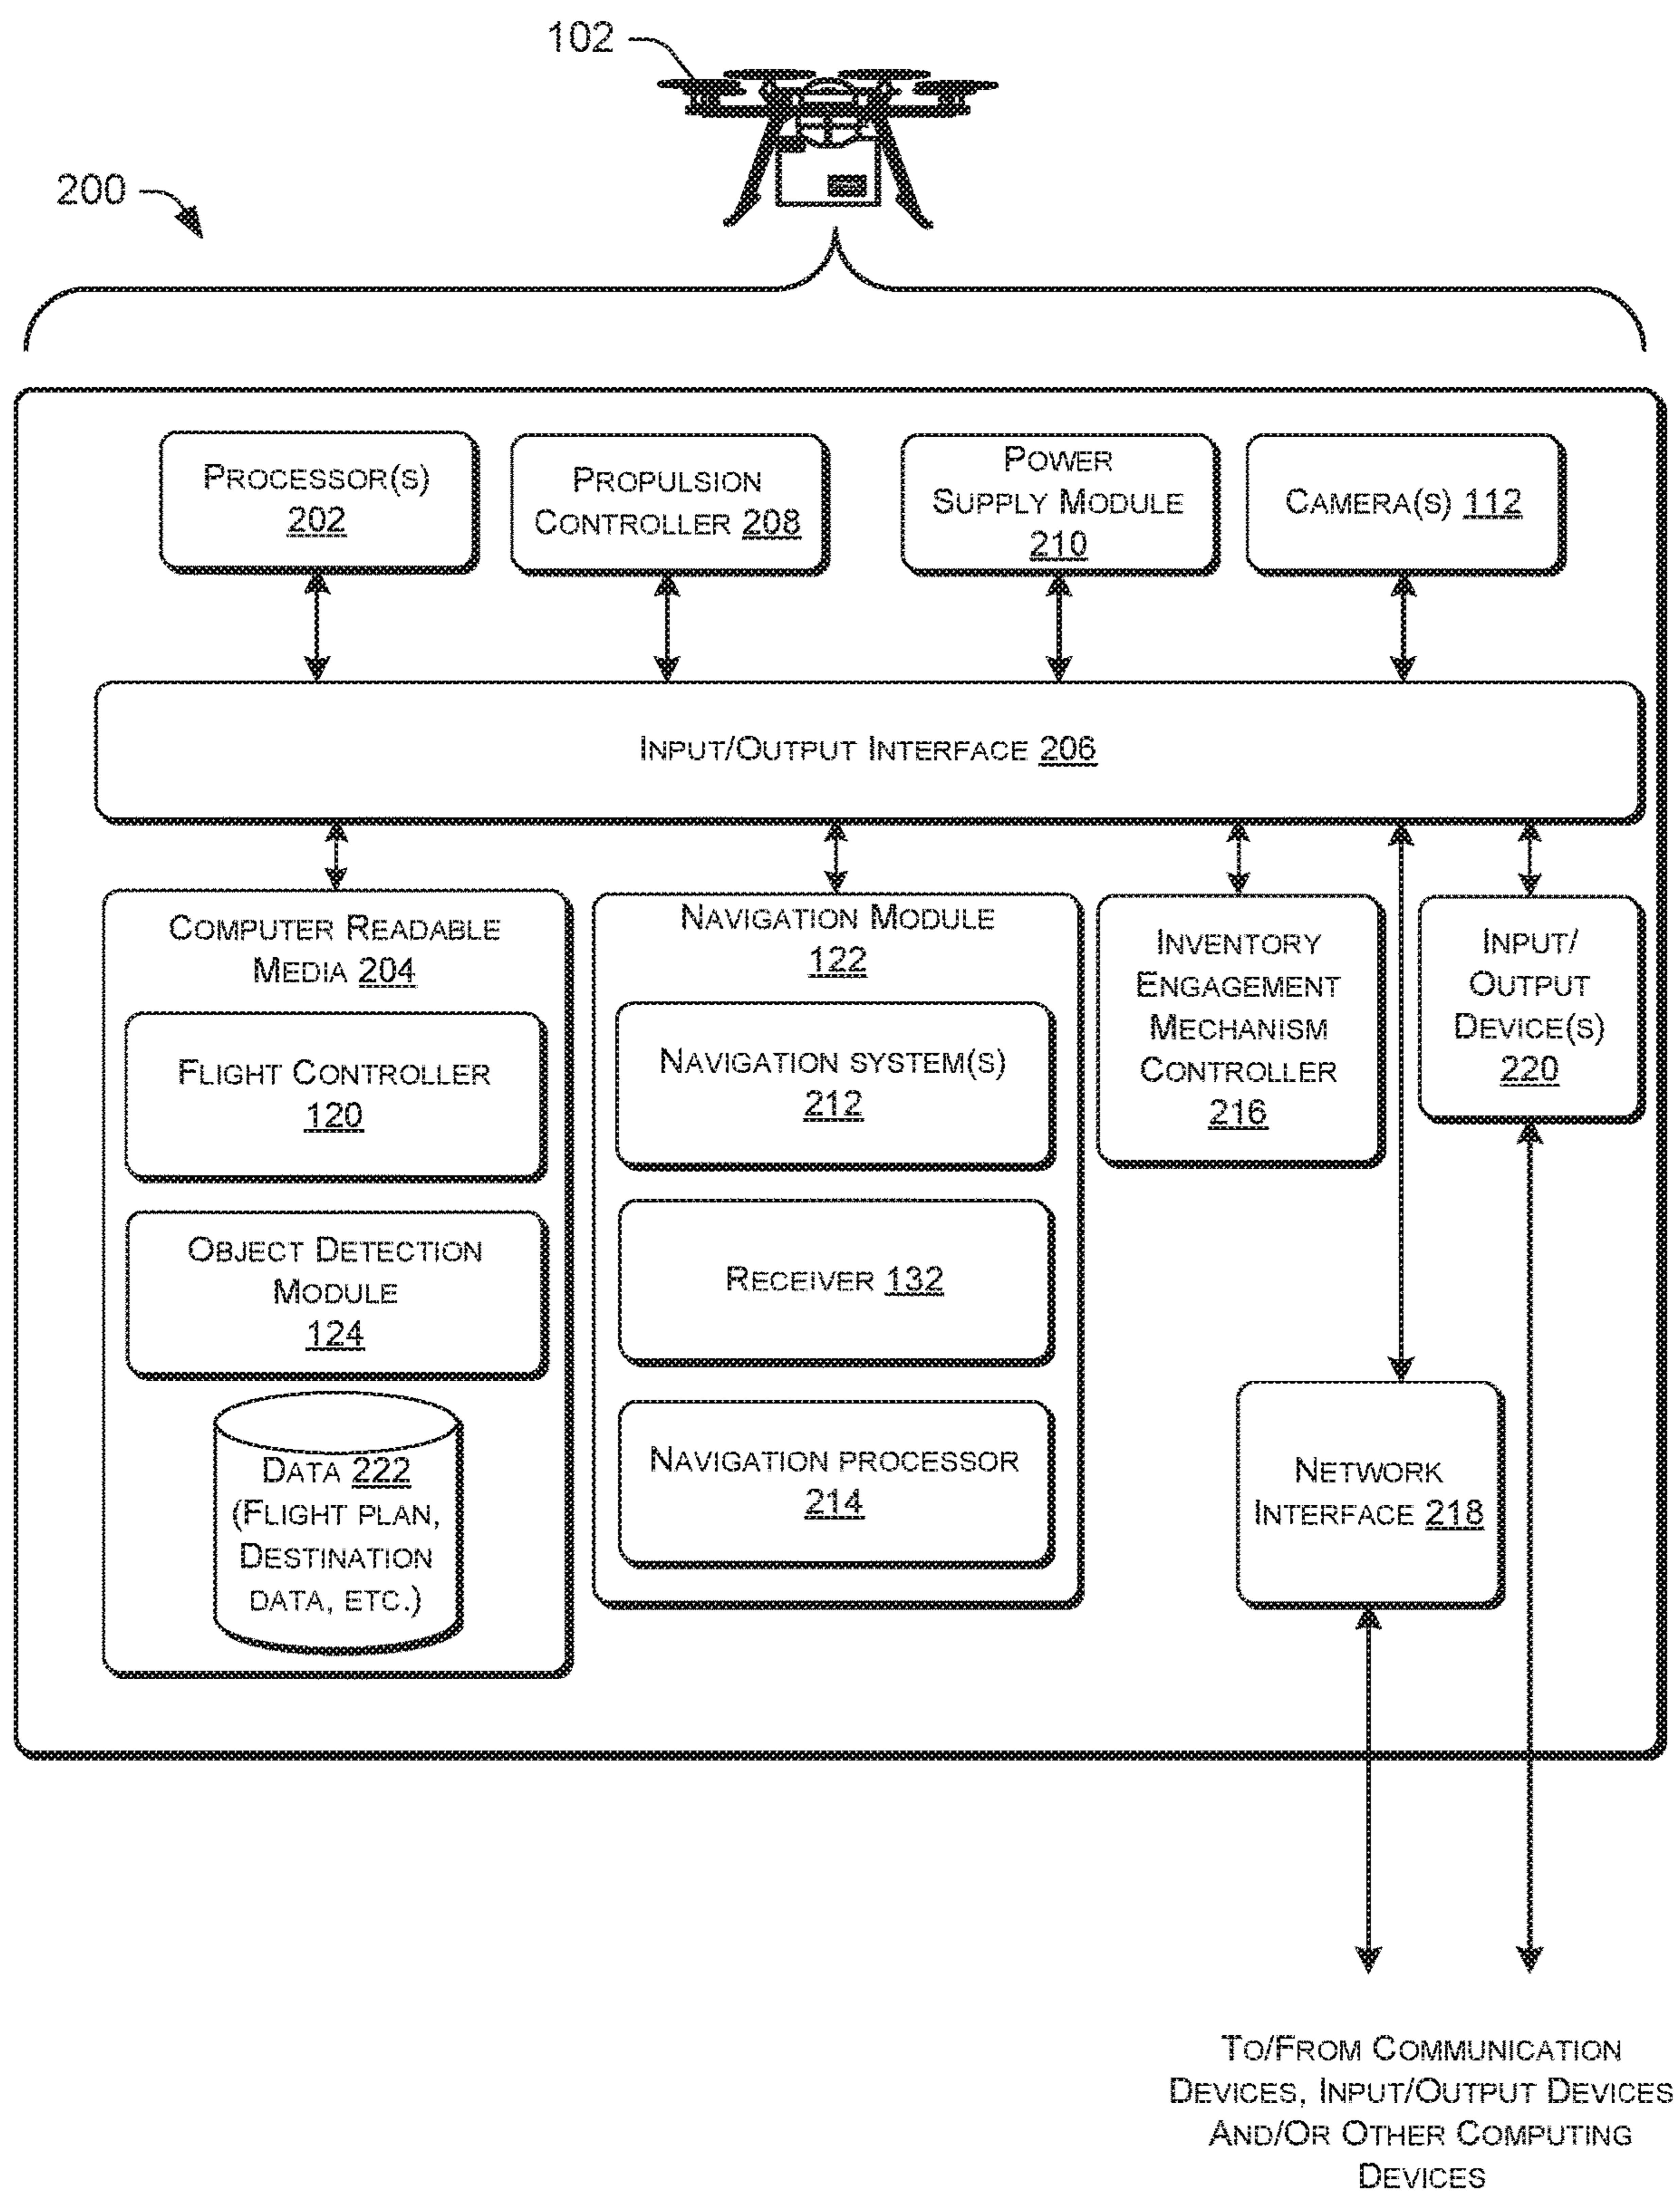 102
200
PROCESSOR(S)
202
PROPULSION
CONTROLLER 208
POWER
SUPPLY MODULE
210
CAMERA(S) 112
INPUT/OUTPUT INTERFACE 206
COMPUTER READABLE
MEDIA 204
FLIGHT CONTROLLER
120
OBJECT DETECTION
MODULE
124
DATA 222
(FLIGHT PLAN,
DESTINATION
DATA, ETC.)
NAVIGATION MODULE
122
NAVIGATION SYSTEM(S)
212
RECEIVER 132
NAVIGATION PROCESSOR
214
INVENTORY
ENGAGEMENT
MECHANISM
CONTROLLER
216
INPUT/
OUTPUT
DEVICE(S)
220
NETWORK
INTERFACE 218
TO/FROM COMMUNICATION
DEVICES, INPUT/OUTPUT DEVICES
AND/OR OTHER COMPUTING
DEVICES